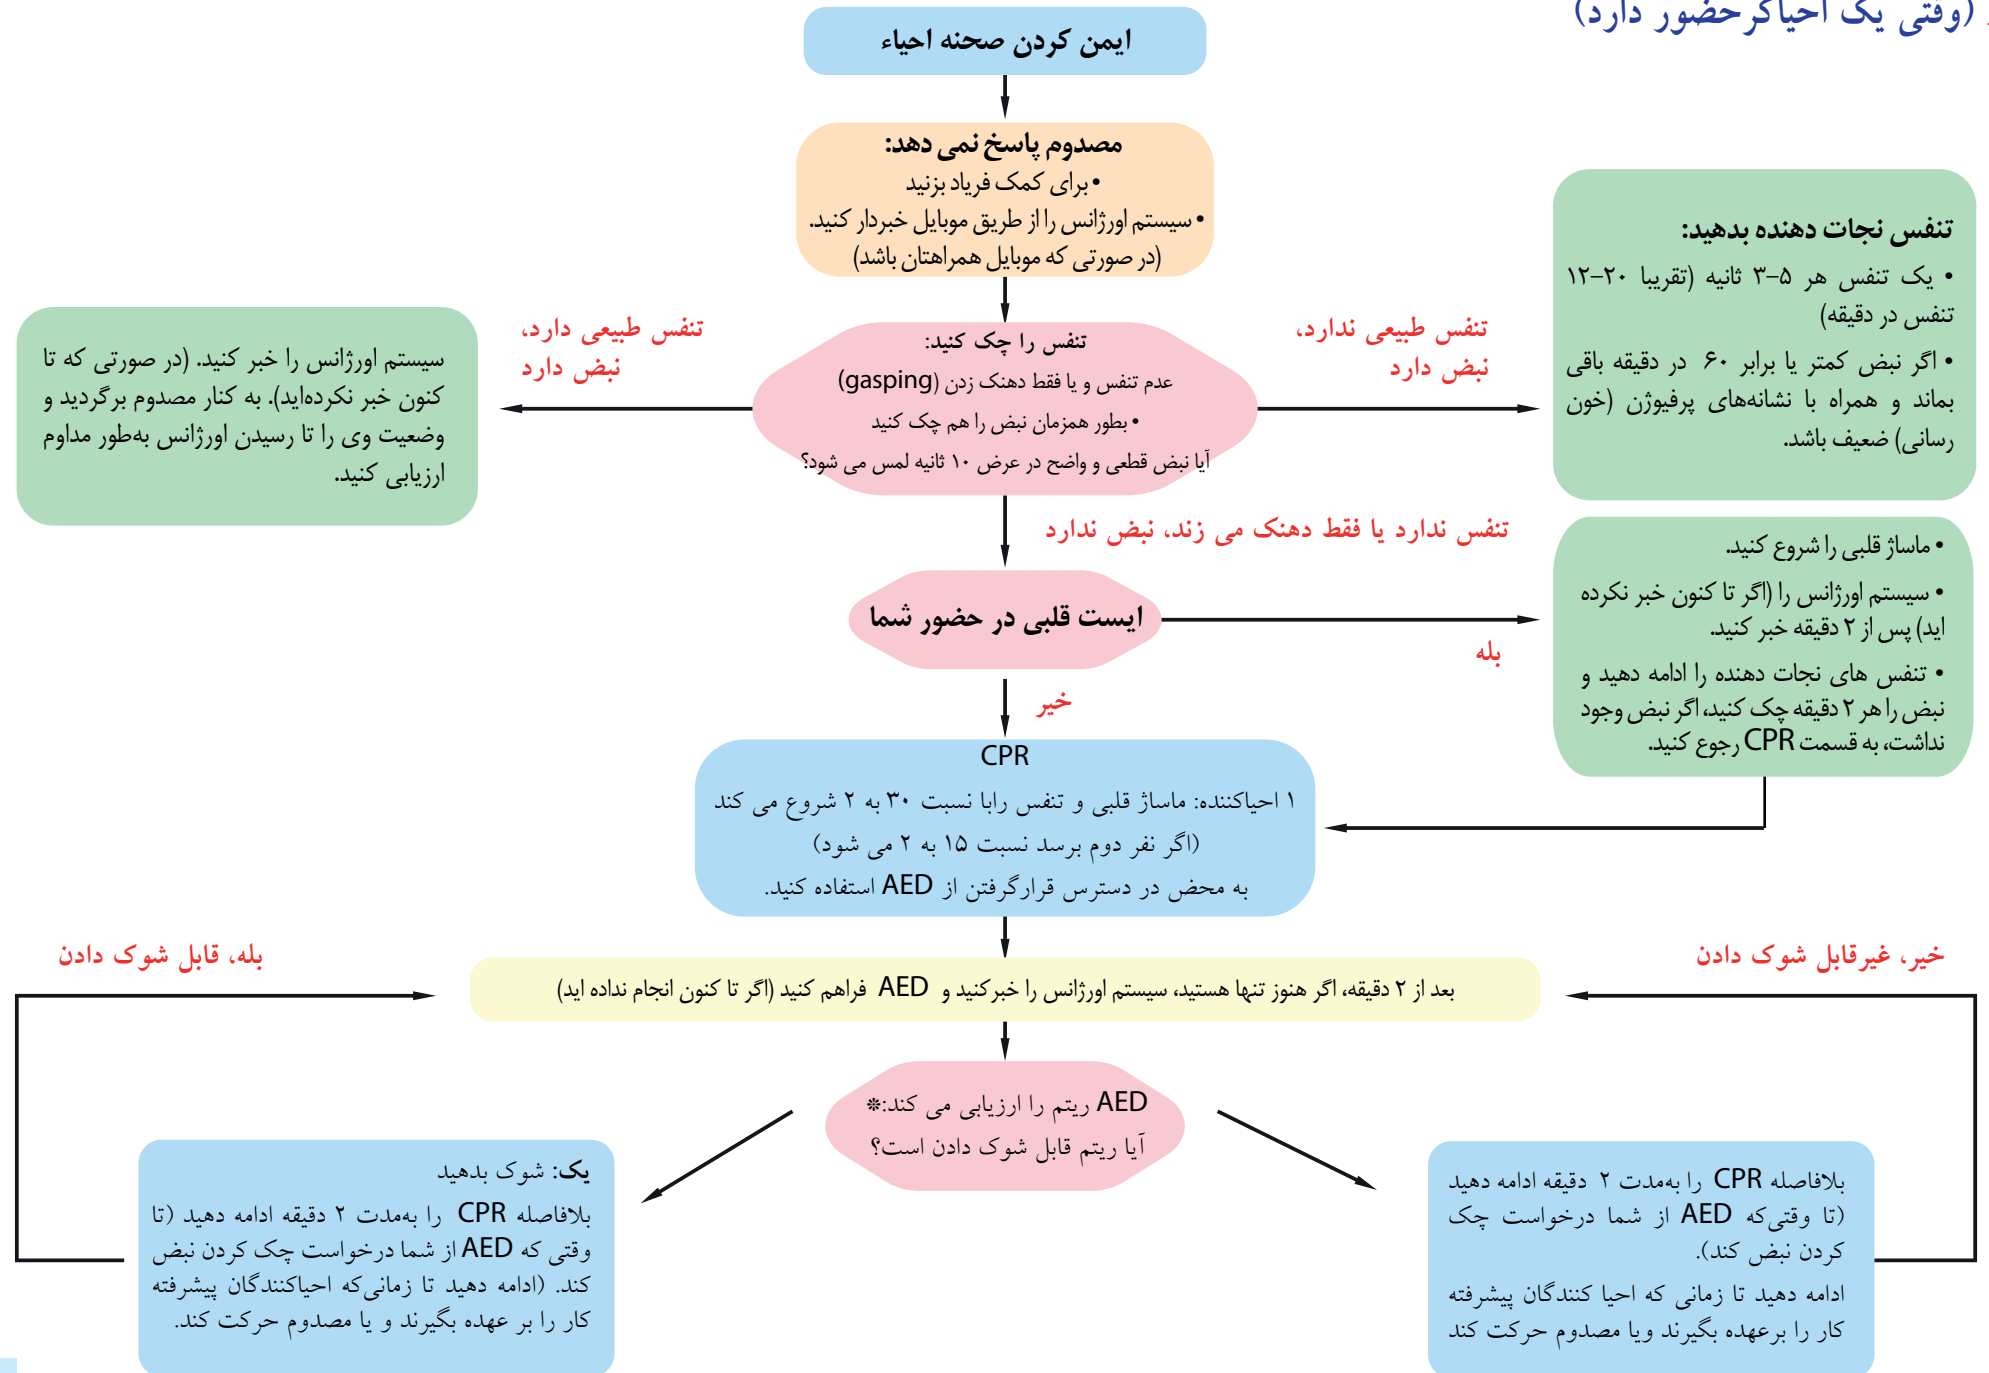 (وقتی یک احیاگرحضور دارد)
ایمن کردن صحنه احیاء
مصدوم پاسخ نمی دهد:
• برای کمک فریاد بزنید
• سیستم اورژانس را از طریق موبایل خبردار کنید.
(در صورتی که موبایل همراهتان باشد)
تنفس نجات دهنده بدهید:
• یک تنفس هر ۵-۳ ثانیه (تقریبا ۲۰-۱۲
تنفس در دقیقه)
• اگر نبض کمتر یا برابر ۶۰ در دقیقه باقی
بماند و همراه با نشانه‌های پرفیوژن (خون
رسانی) ضعیف باشد.
تنفس طبیعی ندارد،
نبض دارد
تنفس را چک کنید:
عدم تنفس و یا فقط دهنک زدن (gasping)
• بطور همزمان نبض را هم چک کنید
آیا نبض قطعی و واضح در عرض ۱۰ ثانیه لمس می شود؟
تنفس طبیعی دارد،
نبض دارد
سیستم اورژانس را خبر کنید. (در صورتی که تا
کنون خبر نکرده‌اید). به کنار مصدوم برگردید و
وضعیت وی را تا رسیدن اورژانس به‌طور مداوم
ارزیابی کنید.
تنفس ندارد یا فقط دهنک می زند، نبض ندارد
ایست قلبی در حضور شما
بله
• ماساژ قلبی را شروع کنید.
• سیستم اورژانس را (اگر تا کنون خبر نکرده
اید) پس از ۲ دقیقه خبر کنید.
• تنفس های نجات دهنده را ادامه دهید و
نبض را هر ۲ دقیقه چک کنید، اگر نبض وجود
نداشت، به قسمت CPR رجوع کنید.
خیر
CPR
۱ احیاکننده: ماساژ قلبی و تنفس رابا نسبت ۳۰ به ۲ شروع می کند
(اگر نفر دوم برسد نسبت ۱۵ به ۲ می شود)
به محض در دسترس قرارگرفتن از AED استفاده کنید.
خیر، غیرقابل شوک دادن
بله، قابل شوک دادن
بعد از ۲ دقیقه، اگر هنوز تنها هستید، سیستم اورژانس را خبرکنید و AED فراهم کنید (اگر تا کنون انجام نداده اید)
AED ریتم را ارزیابی می کند:*
آیا ریتم قابل شوک دادن است؟
بلافاصله CPR را به‌مدت ۲ دقیقه ادامه دهید
(تا وقتی‌که AED از شما درخواست چک
کردن نبض کند).
ادامه دهید تا زمانی که احیا کنندگان پیشرفته
کار را برعهده بگیرند ویا مصدوم حرکت کند
یک: شوک بدهید
بلافاصله CPR را به‌مدت ۲ دقیقه ادامه دهید (تا
وقتی که AED از شما درخواست چک کردن نبض
کند. (ادامه دهید تا زمانی‌که احیاکنندگان پیشرفته
کار را بر عهده بگیرند و یا مصدوم حرکت کند.